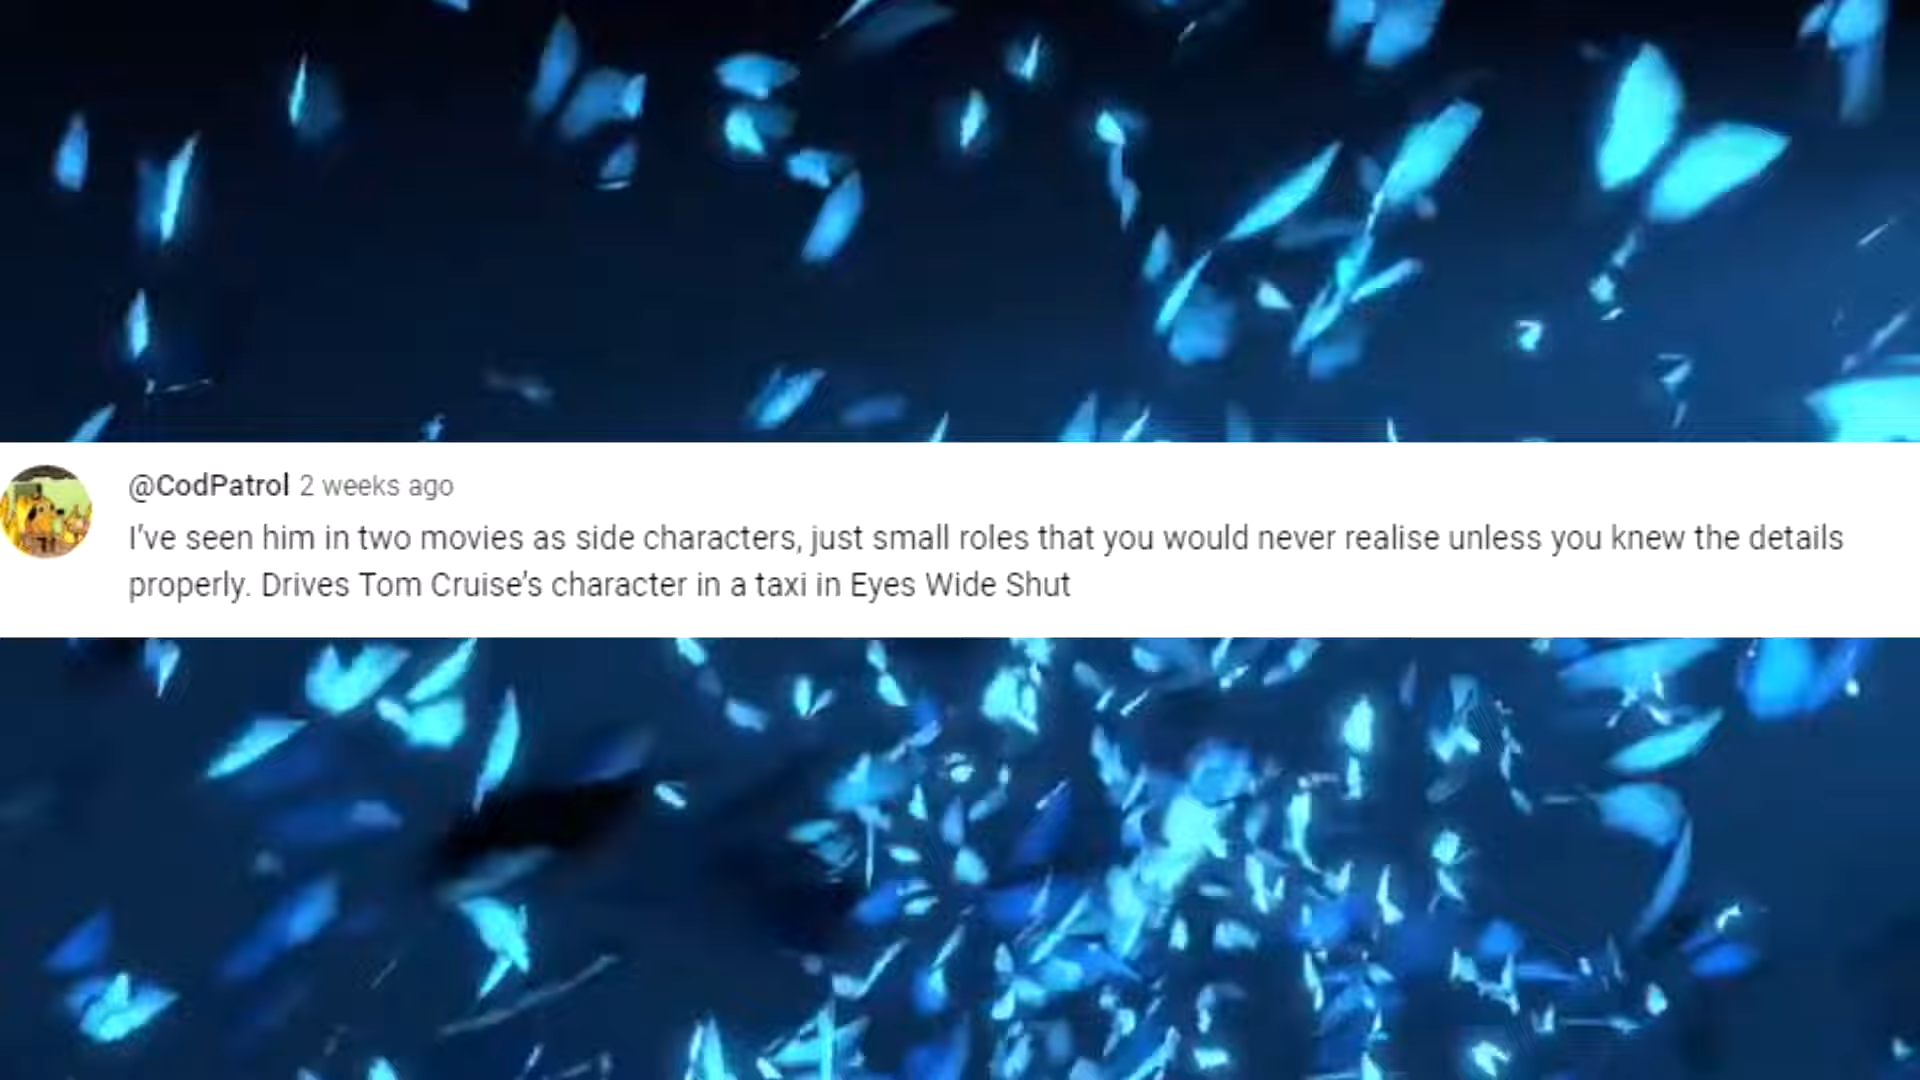 @CodPatrol 2 weeks ago
I’ve seen him in two movies as side characters, just small roles that you would never realise unless you knew the details
properly. Drives Tom Cruise’s character in a taxi in Eyes Wide Shut